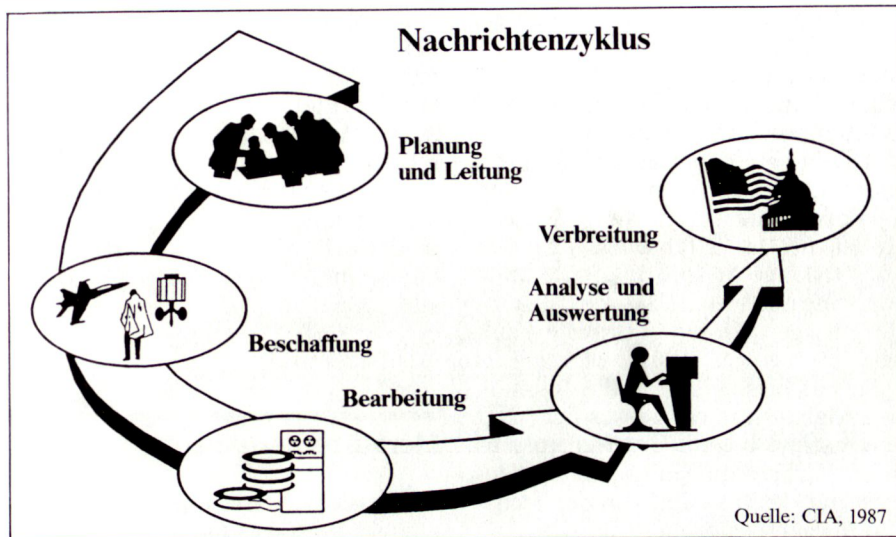 Nachrichtenzyklus
Planung
und Leitung
Verbreitung
Analyse und
Auswertung
Beschaffung
Bearbeitung
Quelle: CIA, 1987